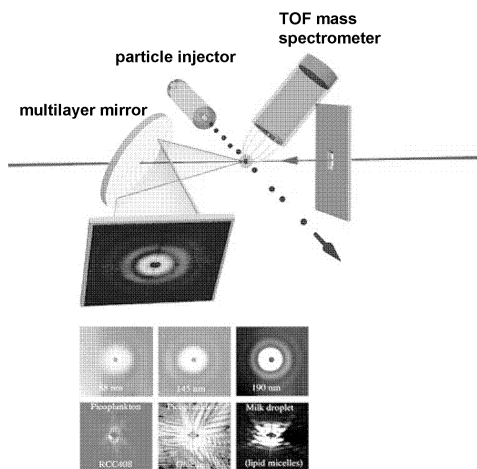 TOF mass
spectrometer
particle injector
multilayer mirror
145 nm
190 nm
Picoplankton
Milk droplet
RCC408
(lipid micelles)